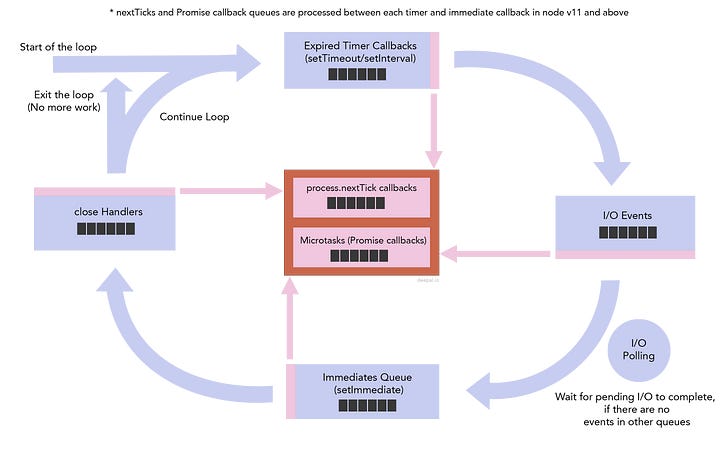 * nextTicks and Promise callback queues are processed between each timer and immediate callback in node v11 and above
Start of the loop
Expired Timer Callbacks
(setTimeout/setInterval)
Exit the loop
(No more work)
Continue Loop
process.nextTick callbacks
close Handlers
I/O Events
Microtasks (Promise callbacks)
deepal.io
I/O
Polling
Immediates Queue
(setImmediate)
Wait for pending I/O to complete,
if there are no
events in other queues